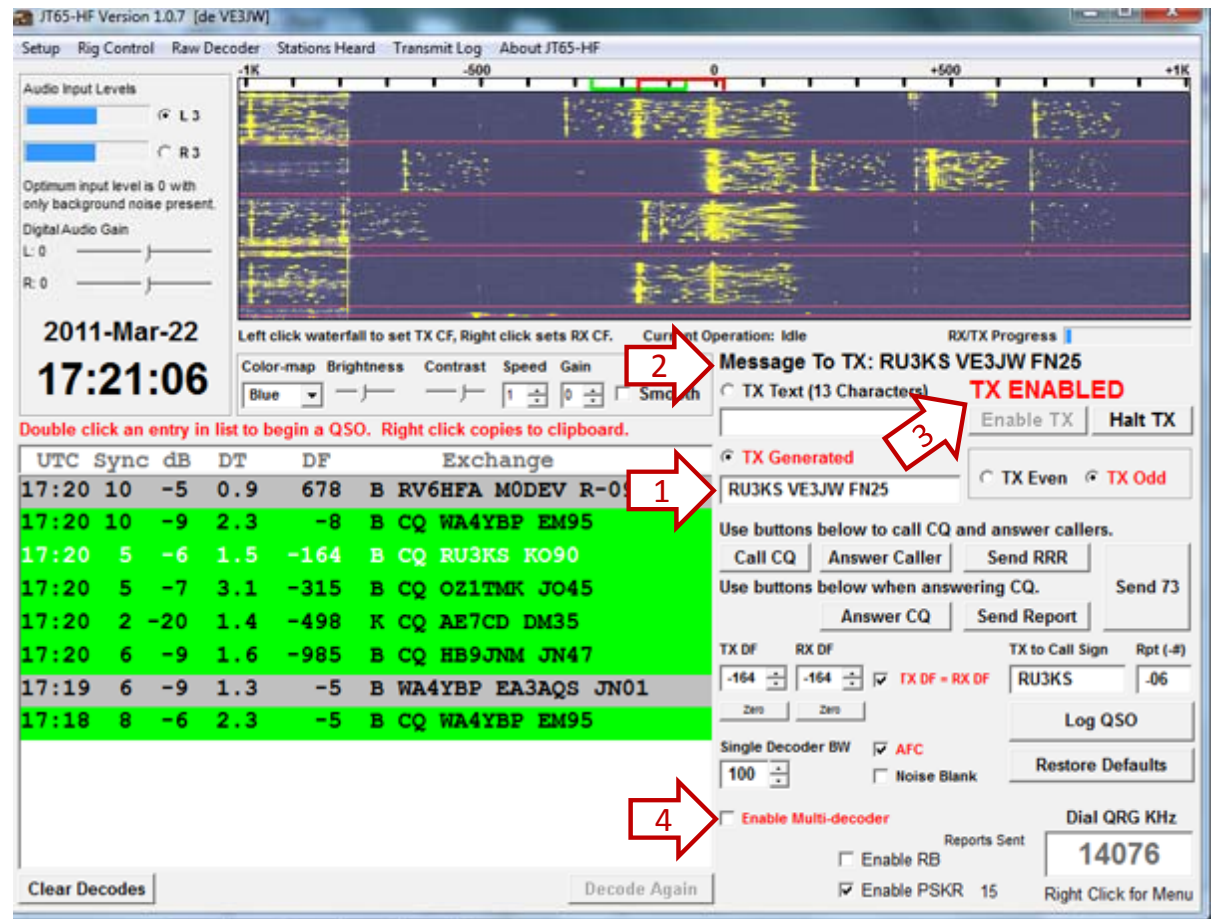 JT65-HF Version 1.0.7 [de VE3JW]
Setup Rig Control Raw Decoder Stations Heard Transmit Log About JT65-HF
-1K -500 0 +500 +1K
Audio Input Levels
L 3
R 3
Optimum input level is 0 with
only background noise present.
Digital Audio Gain
L: 0
R: 0
2011-Mar-22
17:21:06
Left click waterfall to set TX CF, Right click sets RX CF. Current Operation: Idle RX/TX Progress
Color-map Brightness Contrast Speed Gain
Blue 1 0 Smooth
2
Message To TX: RU3KS VE3JW FN25
TX Text (13 Characters) TX ENABLED
Enable TX Halt TX
3
Double click an entry in list to begin a QSO. Right click copies to clipboard.
UTC Sync dB DT DF Exchange
17:20 10 -5 0.9 678 B RV6HFA M0DEV R-0
17:20 10 -9 2.3 -8 B CQ WA4YBP EM95
17:20 5 -6 1.5 -164 B CQ RU3KS KO90
17:20 5 -7 3.1 -315 B CQ OZ1TMK JO45
17:20 2 -20 1.4 -498 K CQ AE7CD DM35
17:20 6 -9 1.6 -985 B CQ HB9JNM JN47
17:19 6 -9 1.3 -5 B WA4YBP EA3AQS JN01
17:18 8 -6 2.3 -5 B CQ WA4YBP EM95
Clear Decodes Decode Again
TX Generated
1
RU3KS VE3JW FN25
TX Even TX Odd
Use buttons below to call CQ and answer callers.
Call CQ Answer Caller Send RRR
Use buttons below when answering CQ. Send 73
Answer CQ Send Report
TX DF RX DF TX to Call Sign Rpt (-#)
-164 -164 TX DF = RX DF RU3KS -06
Zero Zero
Log QSO
Single Decoder BW AFC
100 Noise Blank
Restore Defaults
4
Enable Multi-decoder Dial QRG KHz
Reports Sent
Enable RB 14076
Enable PSKR 15 Right Click for Menu